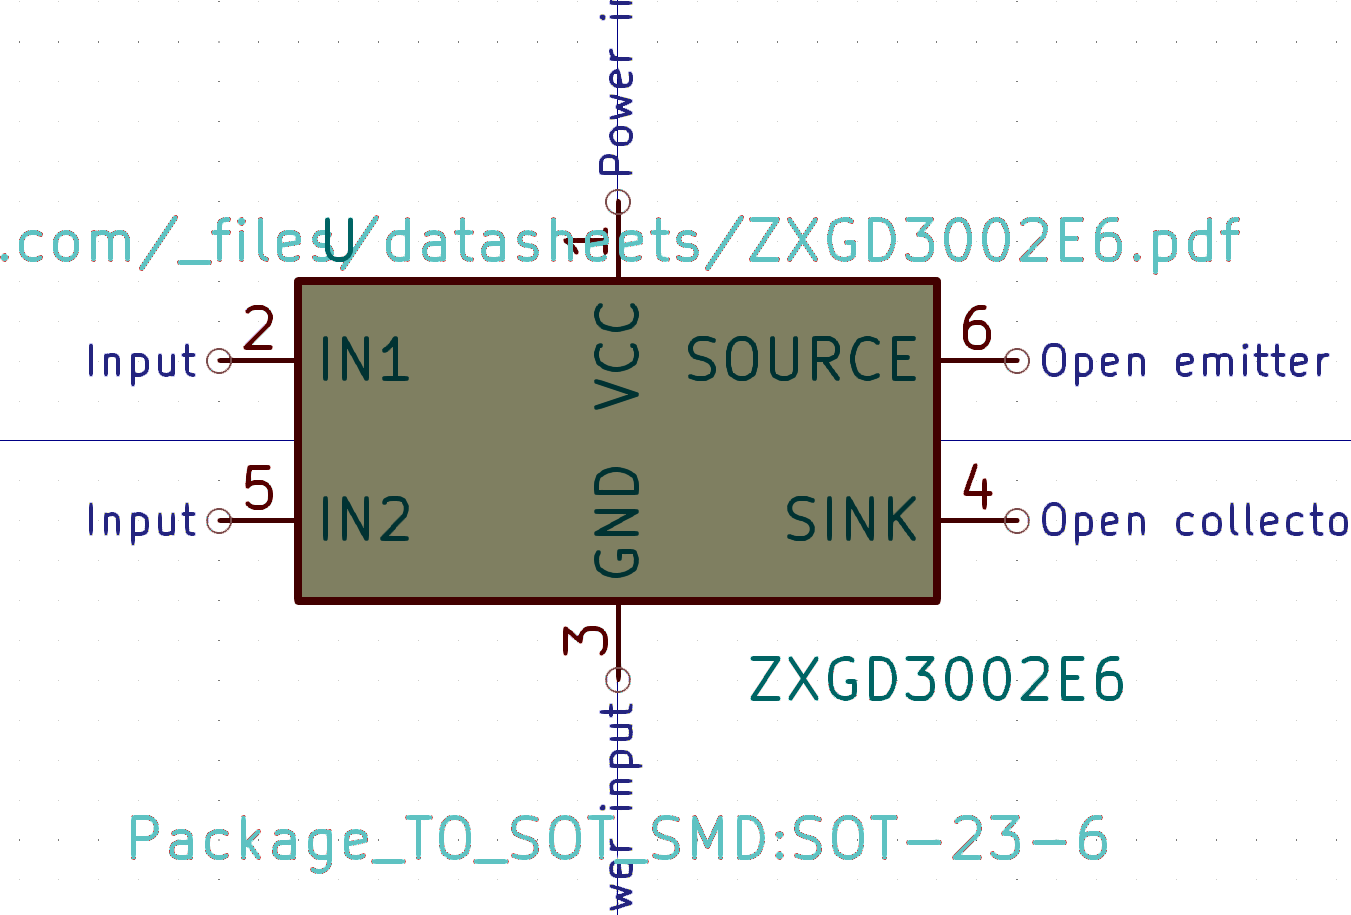 Power in
.com/_files/datasheets/ZXGD3002E6.pdf
U
1
2
6
Input
IN1
VCC
SOURCE
Open emitter
5
4
Input
IN2
GND
SINK
Open collecto
3
ZXGD3002E6
wer input
Package_TO_SOT_SMD:SOT-23-6